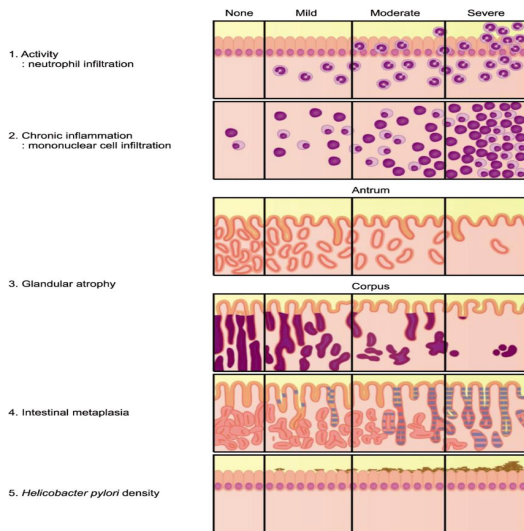 None Mild Moderate Severe
1. Activity
: neutrophil infiltration
2. Chronic inflammation
: mononuclear cell infiltration
Antrum
3. Glandular atrophy
Corpus
4. Intestinal metaplasia
5. Helicobacter pylori density